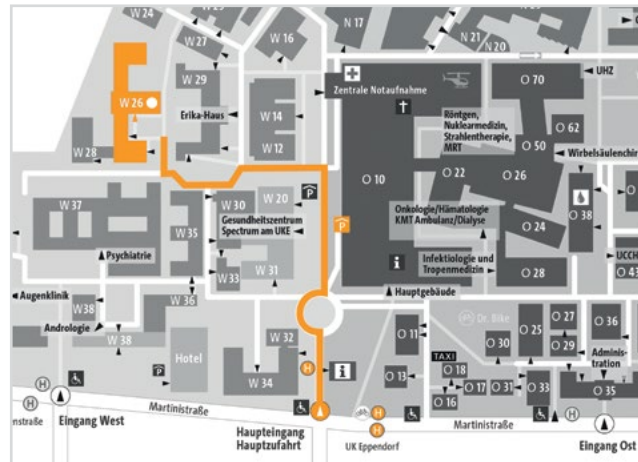 W 24
N 17
N 21
N 20
W 27
W 16
W 29
Zentrale Notaufnahme
O 70
UHZ
W 26
Erika-Haus
W 14
Röntgen,
Nuklearmedizin,
Strahlentherapie,
MRT
O 62
O 50
W 12
Wirbelsäulenchir
W 28
O 10
O 22
O 26
W 37
W 30
W 20
P
Gesundheitszentrum
Spectrum am UKE
P
Onkologie/Hämatologie
KMT Ambulanz/Dialyse
O 38
W 35
O 24
Psychiatrie
W 33
W 31
i
Infektiologie und
Tropenmedizin
O 28
UCCH
O 43
Augenklinik
W 36
Hauptgebäude
W38
Andrologie
W 38
Hotel
W 32
O 11
Dr. Bike
O 27
O 25
O 36
O 30
O 29
Adminis-
tration
P
W 34
H
i
TAXI
O 18
O 13
O 17
O 31
O 33
O 16
O 35
H
H
Martinistraße
H
H
H
Martinistraße
nstraße
Eingang West
Haupteingang
Hauptzufahrt
UK Eppendorf
Eingang Ost